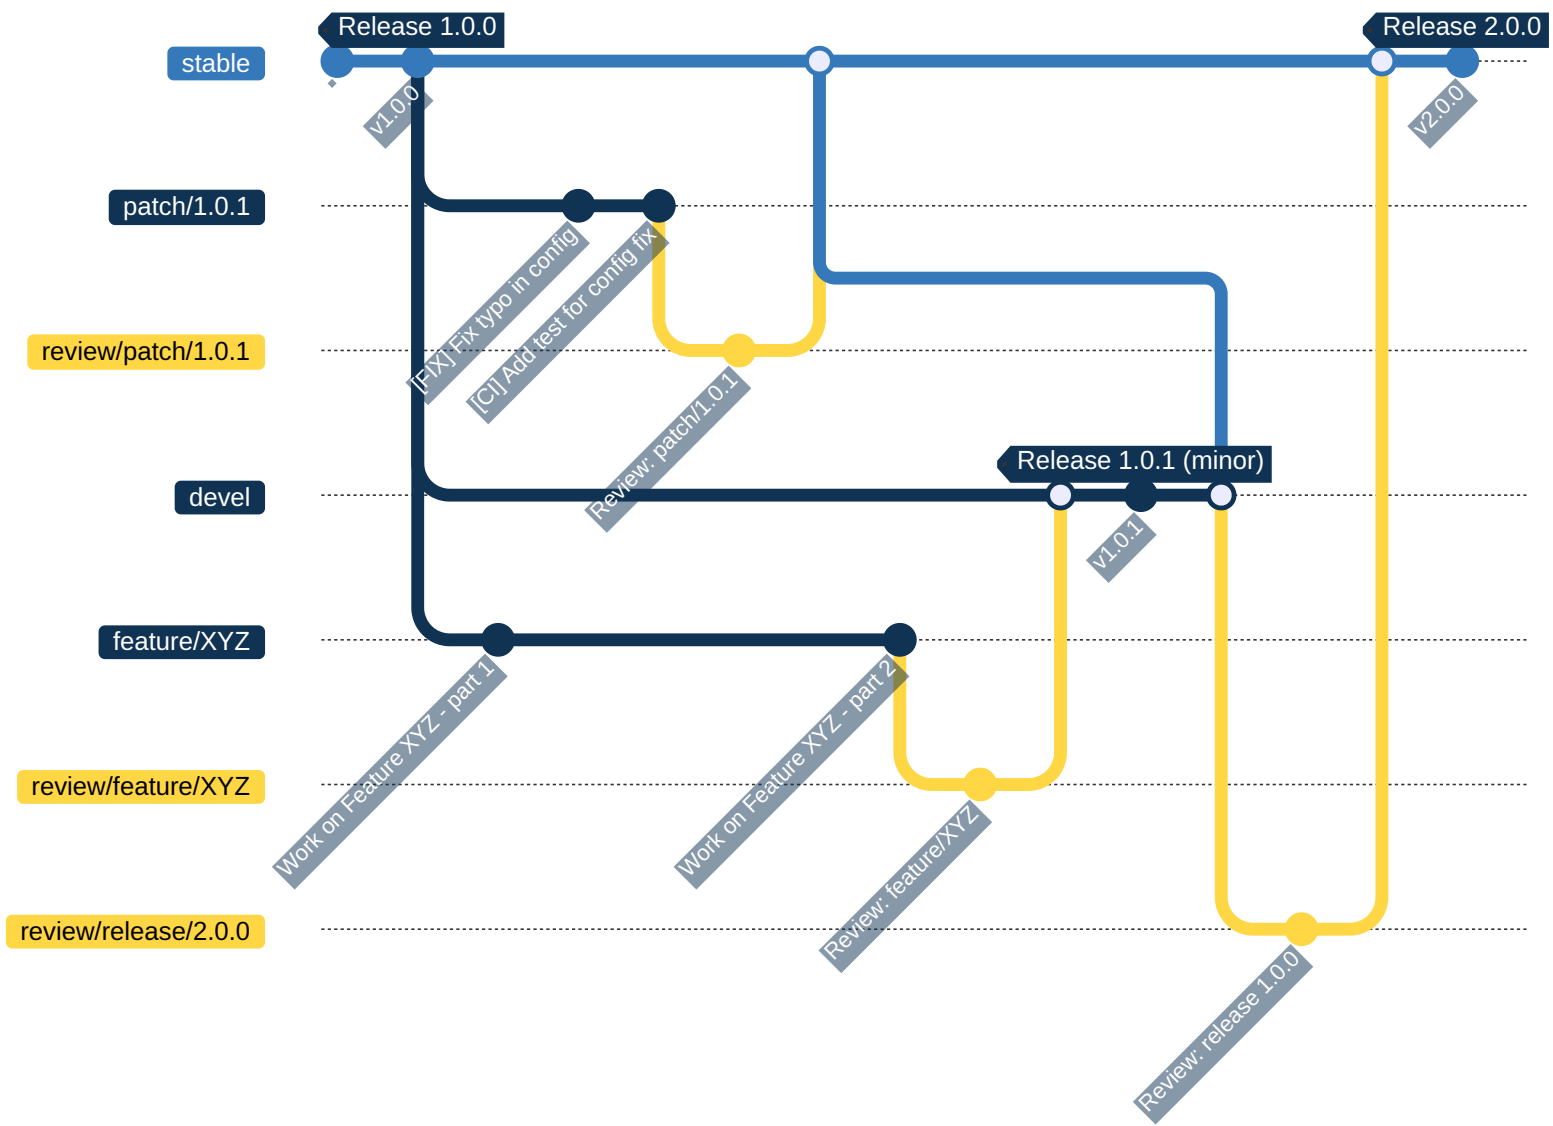 Release 1.0.0
Release 2.0.0
stable
v1.0.0
v2.0.0
patch/1.0.1
[FIX] Fix typo in config
[CI] Add test for config fix
review/patch/1.0.1
Review: patch/1.0.1
Release 1.0.1 (minor)
devel
v1.0.1
feature/XYZ
Work on Feature XYZ - part 1
Work on Feature XYZ - part 2
review/feature/XYZ
Review: feature/XYZ
review/release/2.0.0
Review: release 1.0.0